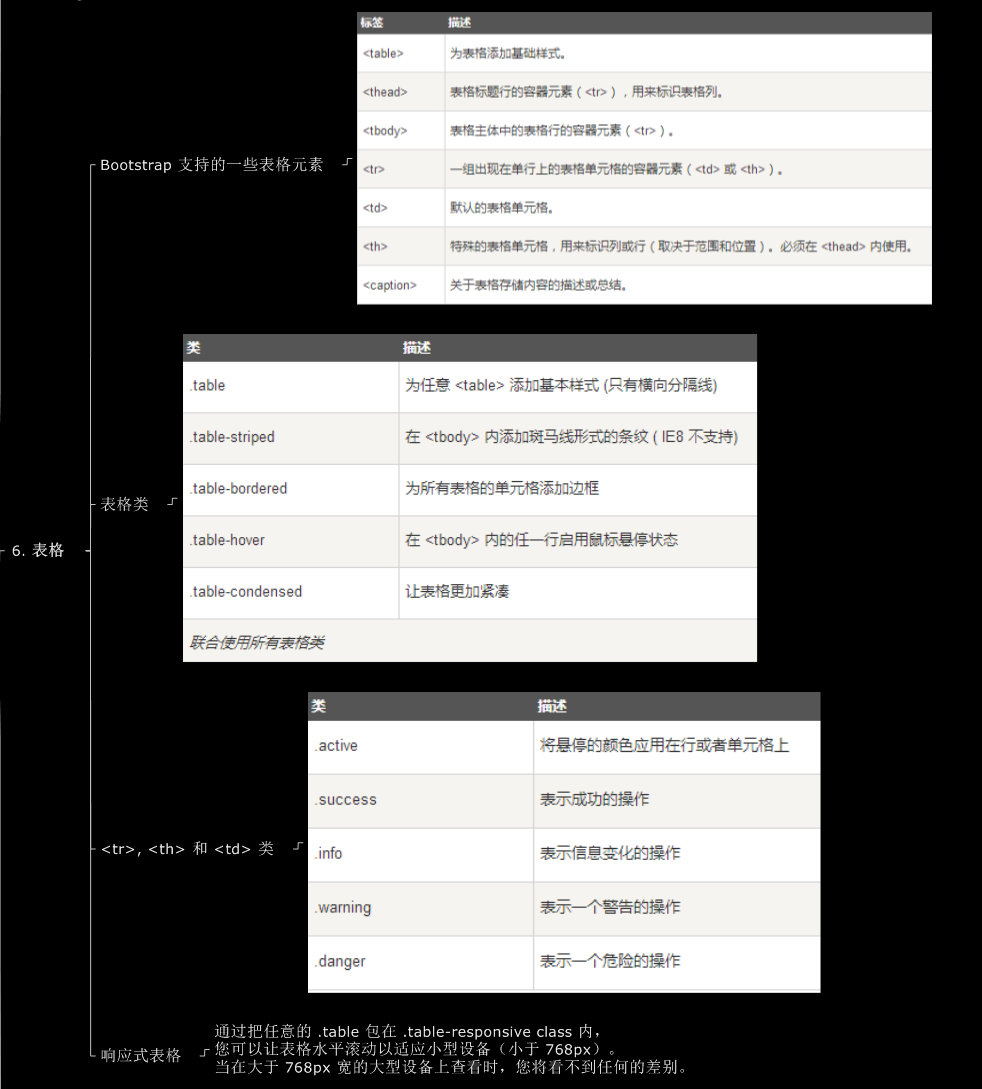 6. 表格
Bootstrap 支持的一些表格元素
标签 描述
<table> 为表格添加基础样式。
<thead> 表格标题行的容器元素（<tr>），用来标识表格列。
<tbody> 表格主体中的表格行的容器元素（<tr>）。
<tr> 一组出现在单行上的表格单元格的容器元素（<td> 或 <th>）。
<td> 默认的表格单元格。
<th> 特殊的表格单元格，用来标识列或行（取决于范围和位置）。必须在 <thead> 内使用。
<caption> 关于表格存储内容的描述或总结。
表格类
类 描述
.table 为任意 <table> 添加基本样式 (只有横向分隔线)
.table-striped 在 <tbody> 内添加斑马线形式的条纹 ( IE8 不支持)
.table-bordered 为所有表格的单元格添加边框
.table-hover 在 <tbody> 内的任一行启用鼠标悬停状态
.table-condensed 让表格更加紧凑
联合使用所有表格类
<tr>, <th> 和 <td> 类
类 描述
.active 将悬停的颜色应用在行或者单元格上
.success 表示成功的操作
.info 表示信息变化的操作
.warning 表示一个警告的操作
.danger 表示一个危险的操作
响应式表格
通过把任意的 .table 包在 .table-responsive class 内，
您可以让表格水平滚动以适应小型设备（小于 768px）。
当在大于 768px 宽的大型设备上查看时，您将看不到任何的差别。